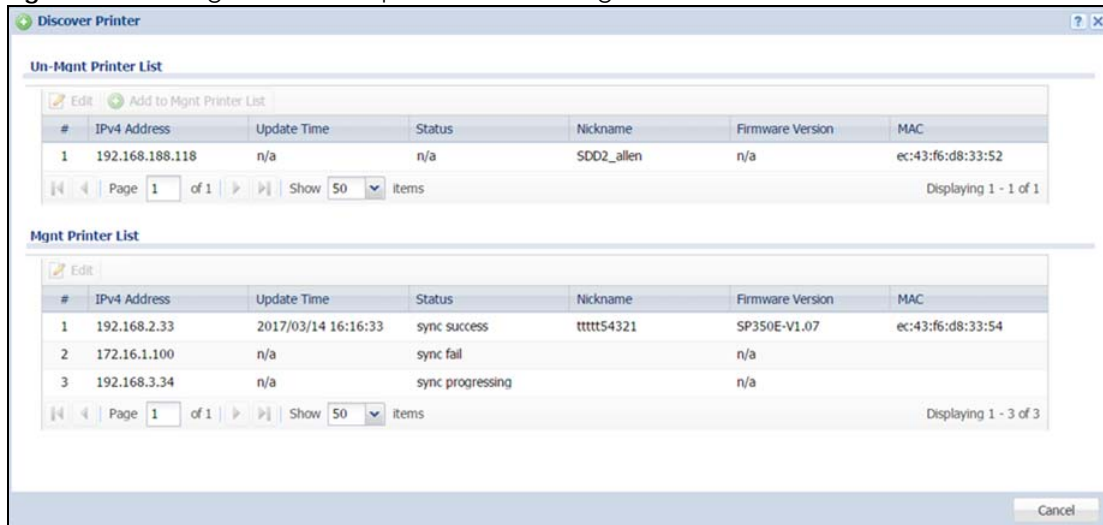 Discover Printer ? X
Un-Mgnt Printer List
Edit Add to Mgnt Printer List
# IPv4 Address Update Time Status Nickname Firmware Version MAC
1 192.168.188.118 n/a n/a SDD2_allen n/a ec:43:f6:d8:33:52
Page 1 of 1 Show 50 items Displaying 1 - 1 of 1
Mgnt Printer List
Edit
# IPv4 Address Update Time Status Nickname Firmware Version MAC
1 192.168.2.33 2017/03/14 16:16:33 sync success ttttt54321 SP350E-V1.07 ec:43:f6:d8:33:54
2 172.16.1.100 n/a sync fail n/a
3 192.168.3.34 n/a sync progressing n/a
Page 1 of 1 Show 50 items Displaying 1 - 3 of 3
Cancel